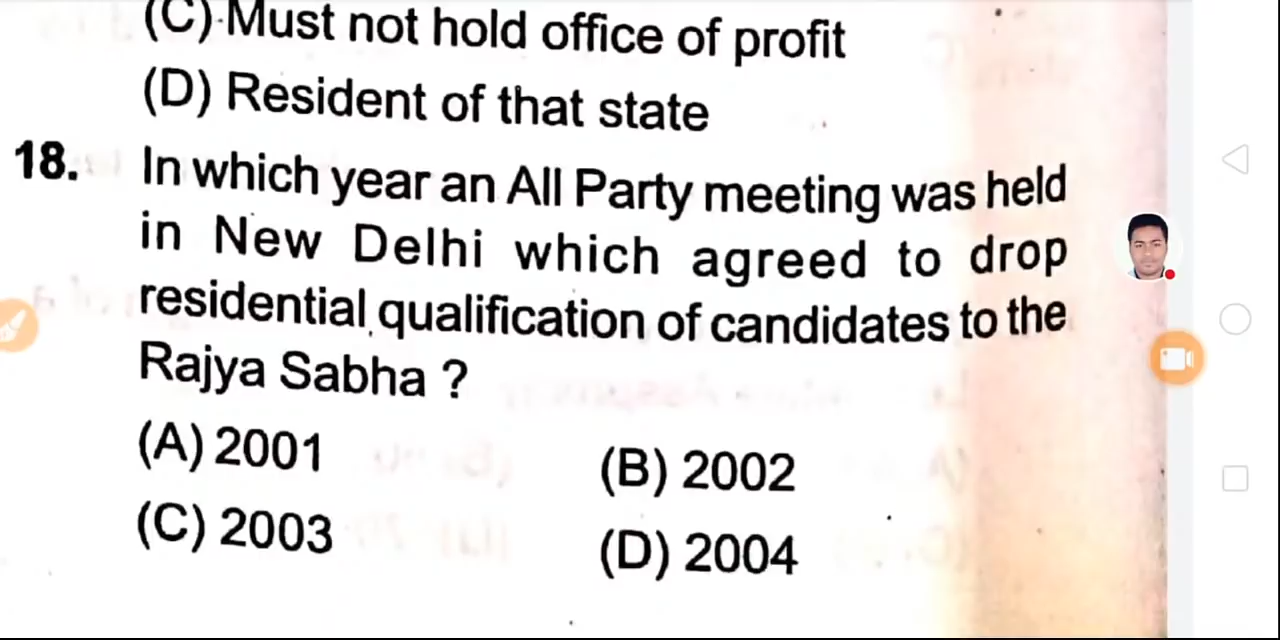 (C) Must not hold office of profit
(D) Resident of that state
18. In which year an All Party meeting was held
in New Delhi which agreed to drop
residential qualification of candidates to the
Rajya Sabha ?
(A) 2001 (B) 2002
(C) 2003 (D) 2004